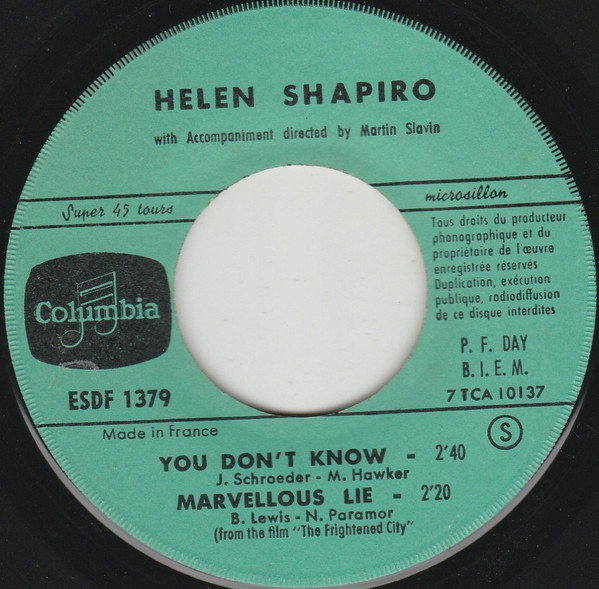 HELEN SHAPIRO
with Accompaniment directed by Martin Slavin
Super 45 tours
microsillon
Tous droits du producteur
phonographique et du
propriétaire de l'œuvre
enregistrée réservés
Duplication, exécution
publique, radiodiffusion
de ce disque interdites
Columbia
P. F. DAY
B. I. E. M.
ESDF 1379
7 TCA 10137
Made in France
S
YOU DON'T KNOW - 2'40
J. Schroeder - M. Hawker
MARVELLOUS LIE - 2'20
B. Lewis - N. Paramor
(from the film "The Frightened City"